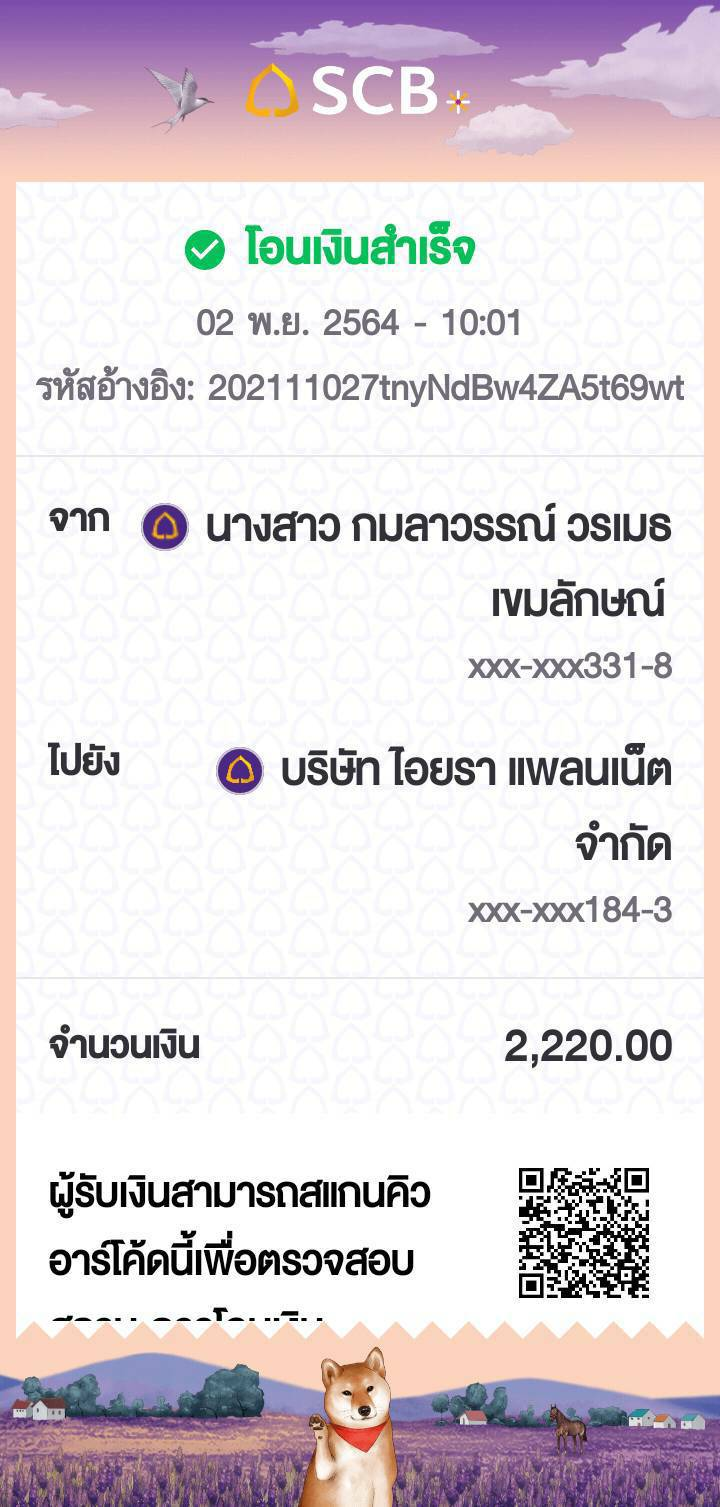 SCB
โอนเงินสำเร็จ
02 พ.ย. 2564 - 10:01
รหัสอ้างอิง: 202111027tnyNdBw4ZA5t69wt
จาก นางสาว กมลาวรรณ์ วรเมธ
เขมลักษณ์
xxx-xxx331-8
ไปยัง บริษัท ไอยรา แพลนเน็ต
จำกัด
xxx-xxx184-3
จำนวนเงิน 2,220.00
ผู้รับเงินสามารถสแกนคิว
อาร์โค้ดนี้เพื่อตรวจสอบ